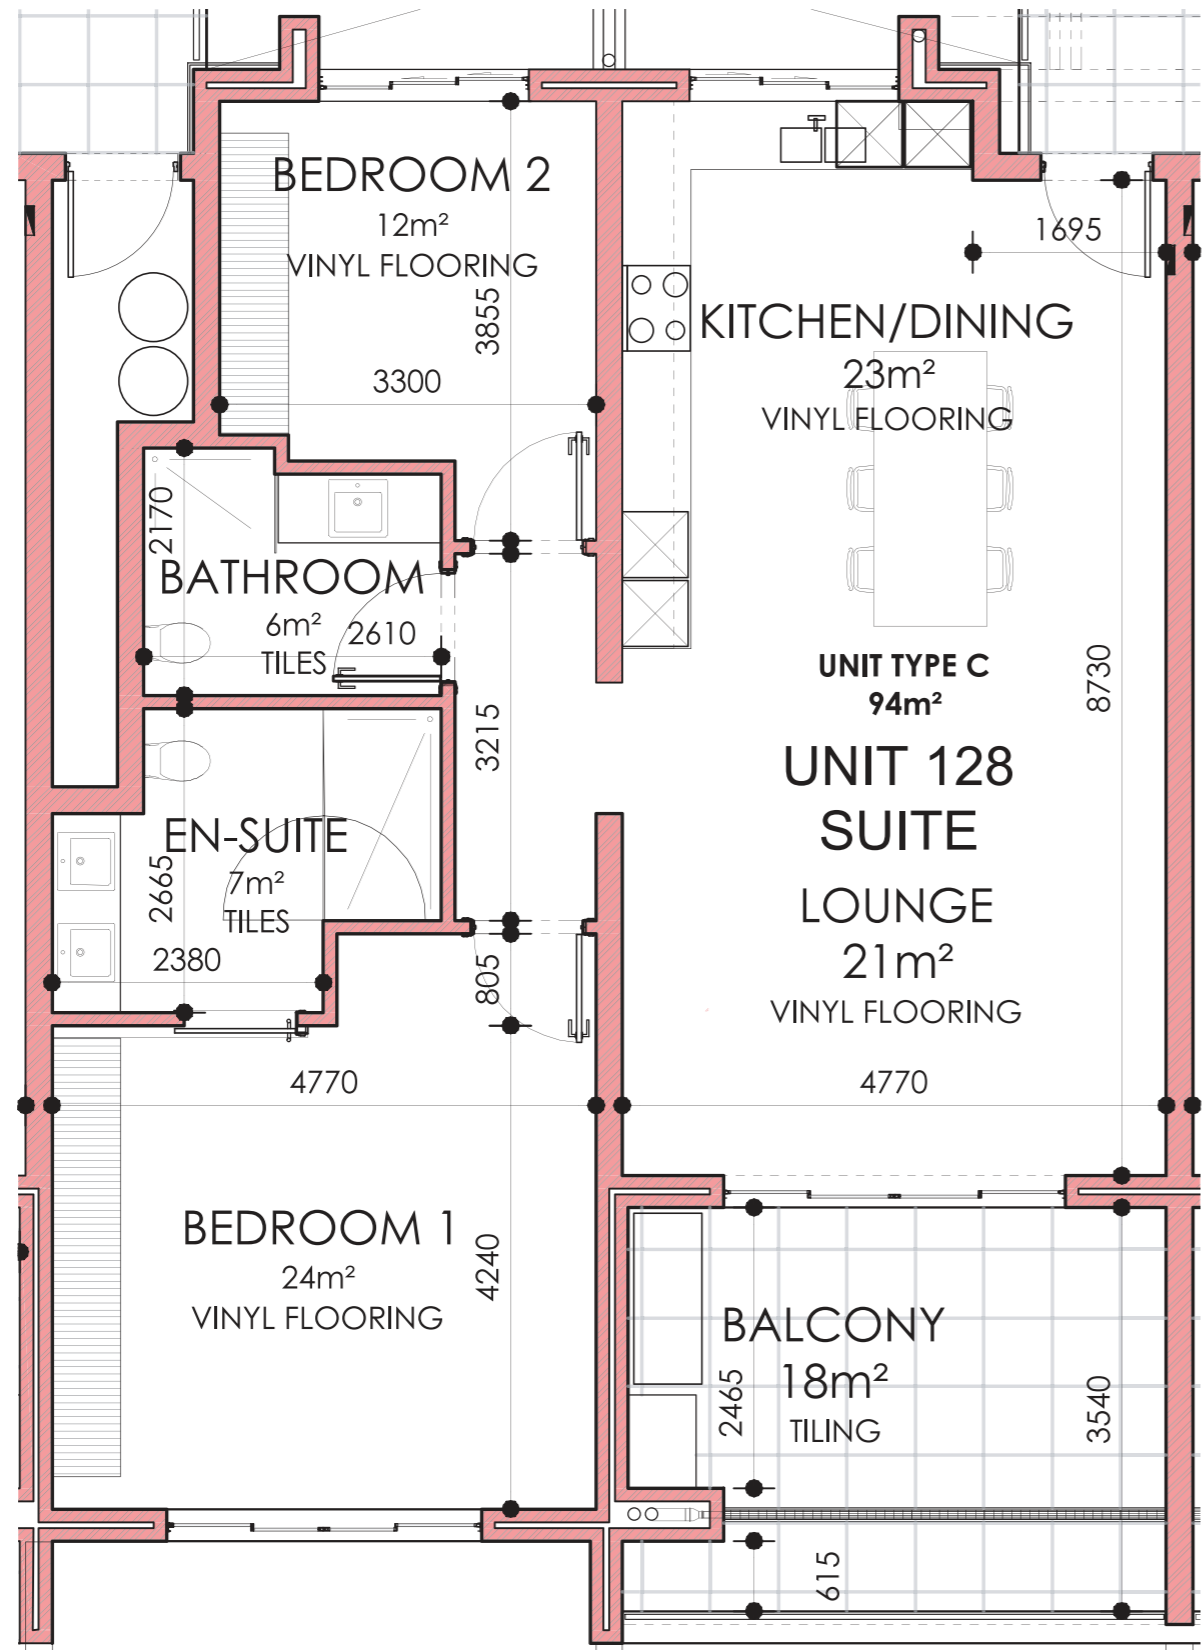 BEDROOM 2
12m²
VINYL FLOORING
3855
3300
1695
KITCHEN/DINING
23m²
VINYL FLOORING
2170
BATHROOM
6m²
2610
TILES
3215
UNIT TYPE C
94m²
8730
UNIT 128
SUITE
EN-SUITE
7m²
TILES
2665
2380
805
LOUNGE
21m²
VINYL FLOORING
4770
4770
BEDROOM 1
24m²
VINYL FLOORING
4240
BALCONY
18m²
TILING
2465
3540
615